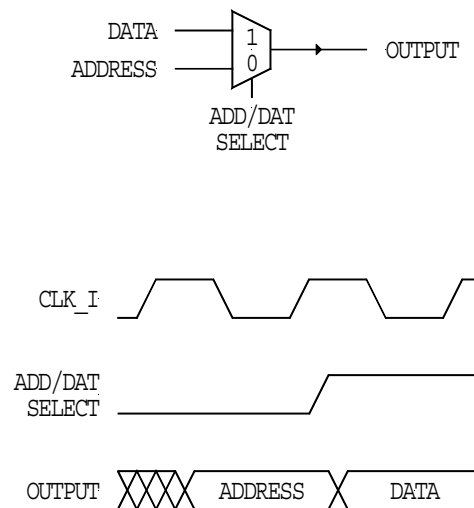 DATA
1
OUTPUT
ADDRESS
0
ADD/DAT
SELECT
CLK_I
ADD/DAT
SELECT
OUTPUT
ADDRESS
DATA